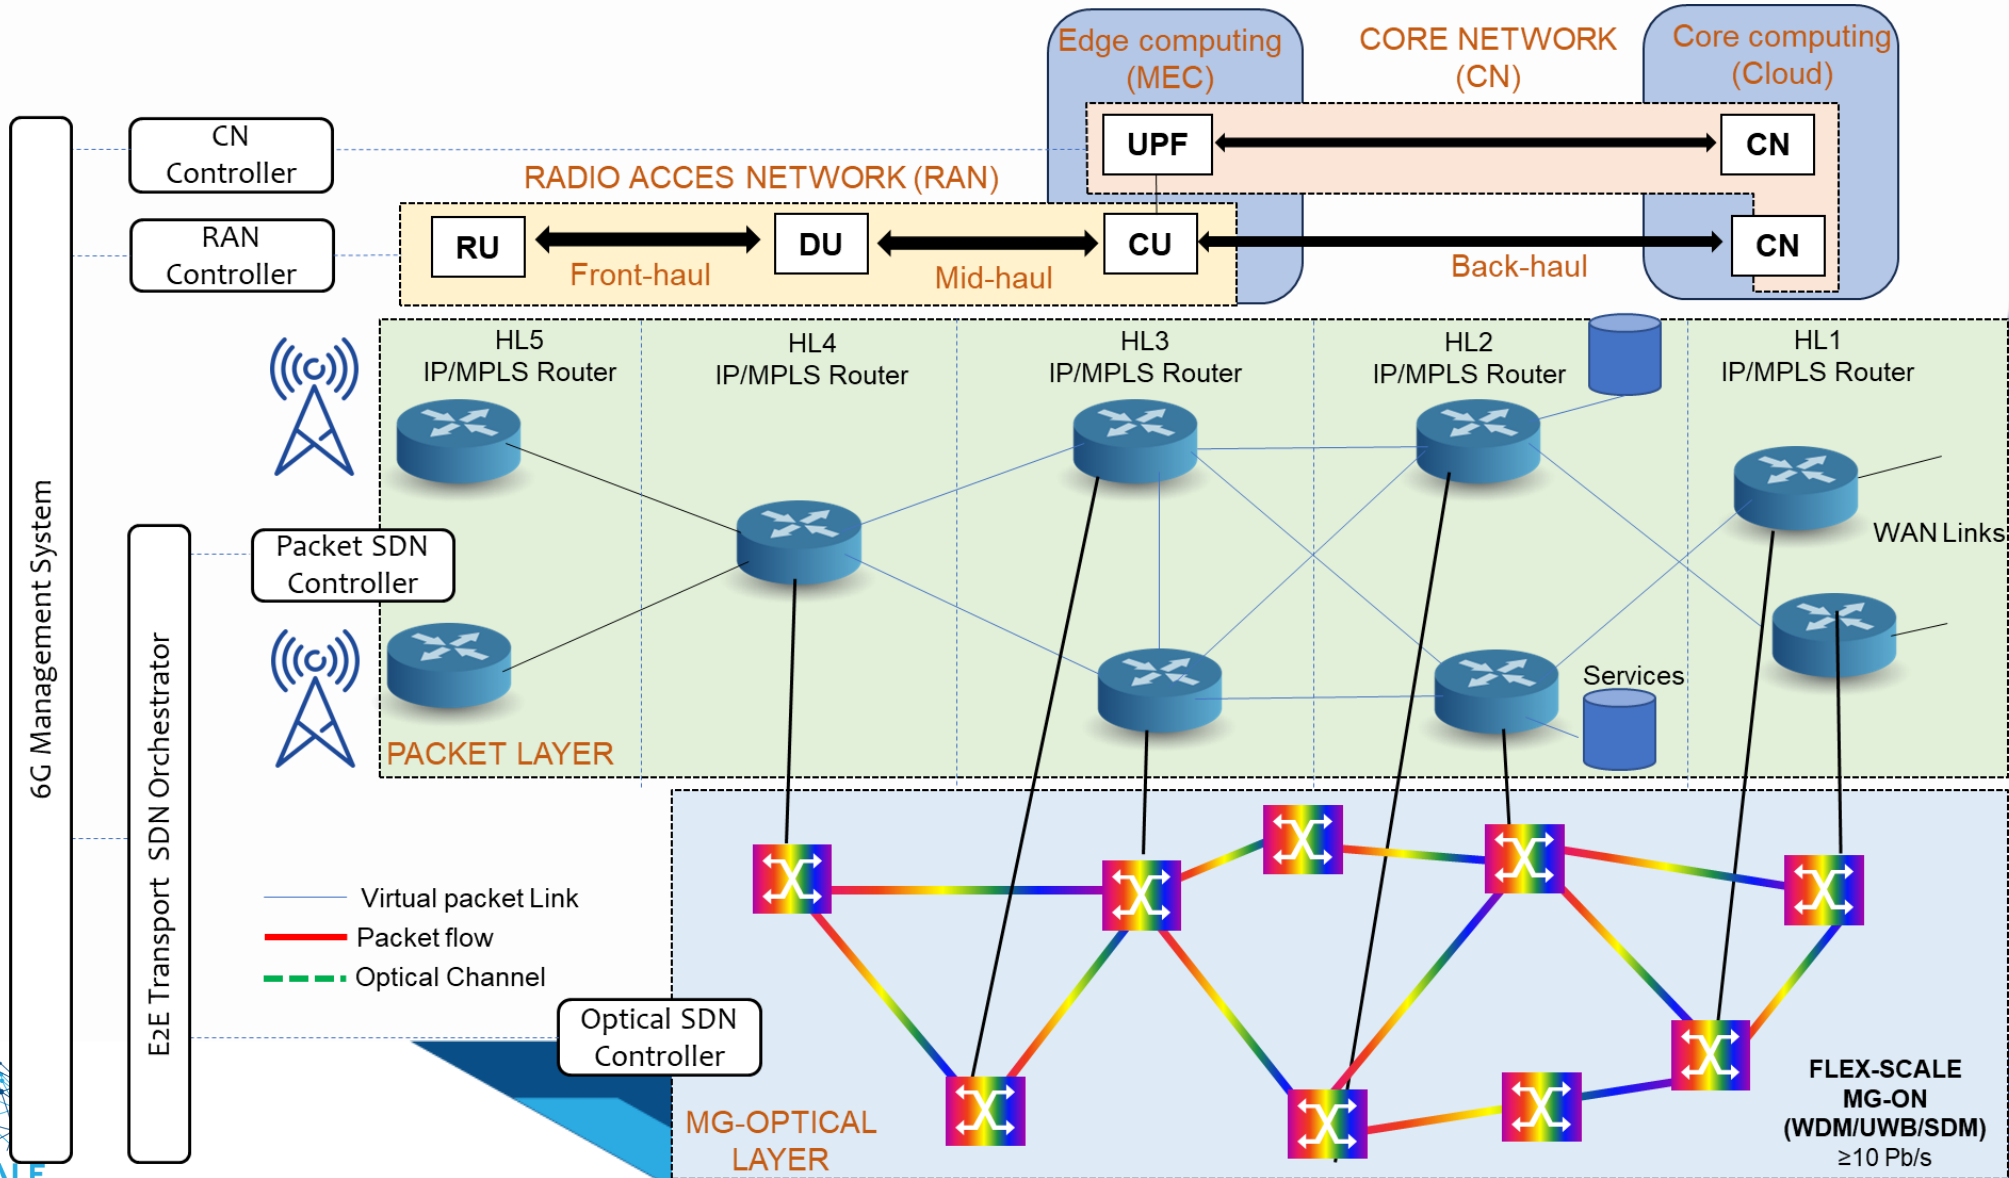 Edge computing
(MEC)
CORE NETWORK
(CN)
Core computing
(Cloud)
CN
Controller
UPF
CN
RADIO ACCES NETWORK (RAN)
RAN
Controller
RU
DU
CU
CN
Front-haul
Mid-haul
Back-haul
HL5
IP/MPLS Router
HL4
IP/MPLS Router
HL3
IP/MPLS Router
HL2
IP/MPLS Router
HL1
IP/MPLS Router
WAN Links
6G Management System
Packet SDN
Controller
E2E Transport SDN Orchestrator
Services
PACKET LAYER
Virtual packet Link
Packet flow
Optical Channel
Optical SDN
Controller
MG-OPTICAL
LAYER
FLEX-SCALE
MG-ON
(WDM/UWB/SDM)
≥10 Pb/s